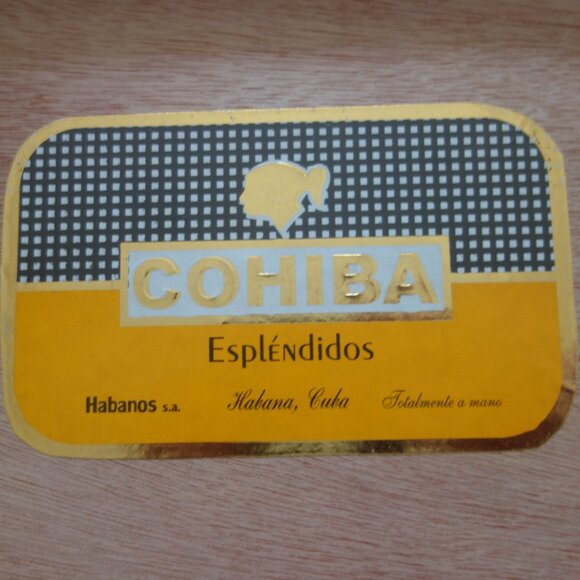 COHIBA
EspléNdidos
Habanos s.a. Habana, Cuba Totalmente a mano